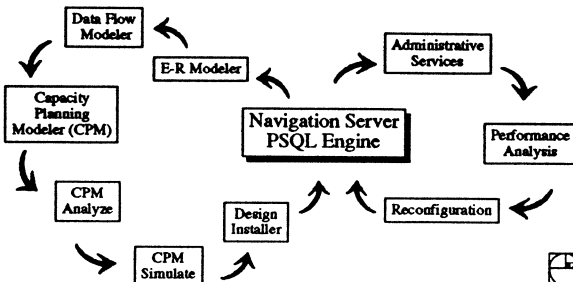 Data Flow
Modeler
E-R Modeler
Capacity
Planning
Modeler (CPM)
CPM
Analyze
CPM
Simulate
Design
Installer
Navigation Server
PSQL Engine
Administrative
Services
Performance
Analysis
Reconfiguration